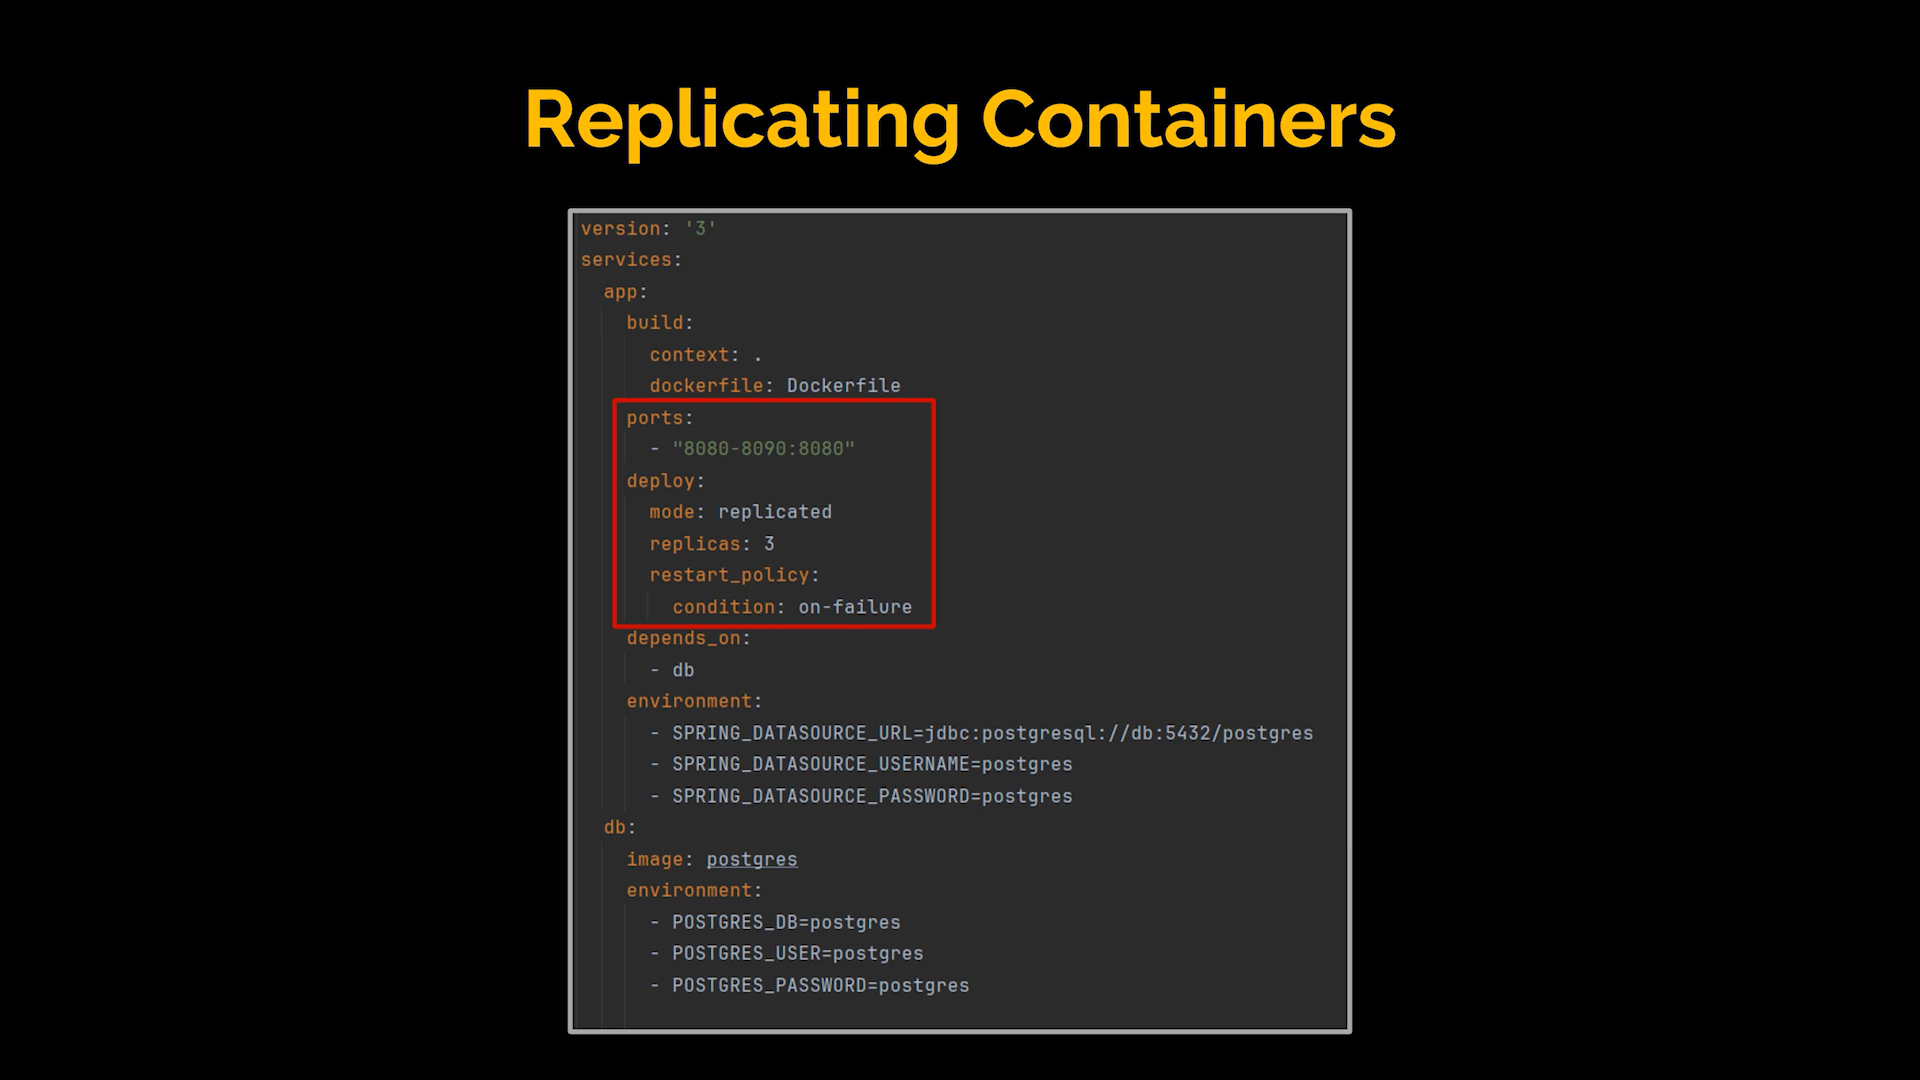 Replicating Containers
version: '3'
services:
  app:
    build:
      context: .
      dockerfile: Dockerfile
    ports:
      - "8080-8090:8080"
    deploy:
      mode: replicated
      replicas: 3
      restart_policy:
        condition: on-failure
    depends_on:
      - db
    environment:
      - SPRING_DATASOURCE_URL=jdbc:postgresql://db:5432/postgres
      - SPRING_DATASOURCE_USERNAME=postgres
      - SPRING_DATASOURCE_PASSWORD=postgres
  db:
    image: postgres
    environment:
      - POSTGRES_DB=postgres
      - POSTGRES_USER=postgres
      - POSTGRES_PASSWORD=postgres